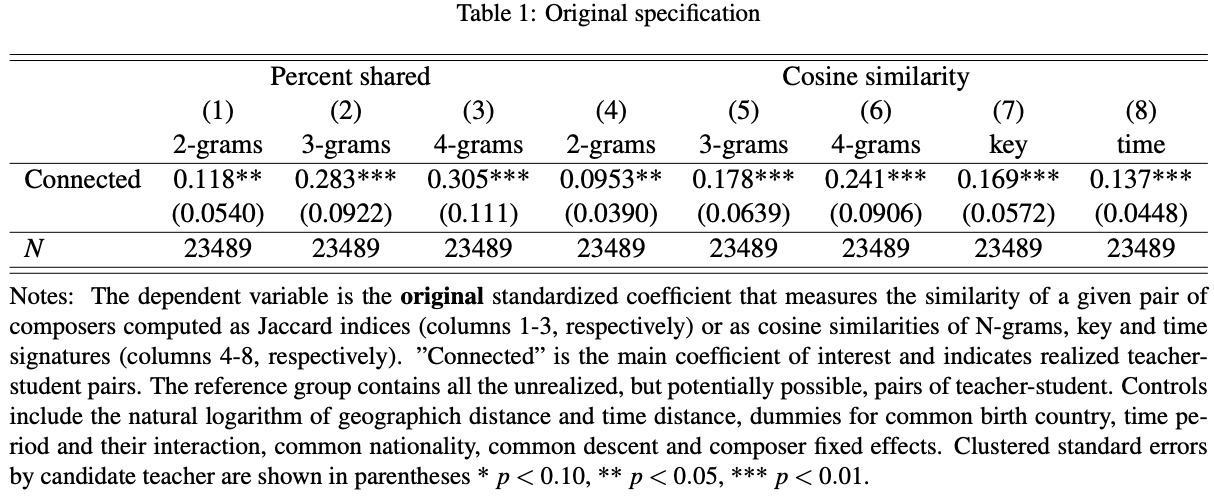 Table 1: Original specification
Percent shared Cosine similarity
(1) (2) (3) (4) (5) (6) (7) (8)
2-grams 3-grams 4-grams 2-grams 3-grams 4-grams key time
Connected 0.118** 0.283*** 0.305*** 0.0953** 0.178*** 0.241*** 0.169*** 0.137***
(0.0540) (0.0922) (0.111) (0.0390) (0.0639) (0.0906) (0.0572) (0.0448)
N 23489 23489 23489 23489 23489 23489 23489 23489
Notes: The dependent variable is the original standardized coefficient that measures the similarity of a given pair of
composers computed as Jaccard indices (columns 1-3, respectively) or as cosine similarities of N-grams, key and time
signatures (columns 4-8, respectively). ”Connected” is the main coefficient of interest and indicates realized teacher-
student pairs. The reference group contains all the unrealized, but potentially possible, pairs of teacher-student. Controls
include the natural logarithm of geographich distance and time distance, dummies for common birth country, time pe-
riod and their interaction, common nationality, common descent and composer fixed effects. Clustered standard errors
by candidate teacher are shown in parentheses * p < 0.10, ** p < 0.05, *** p < 0.01.